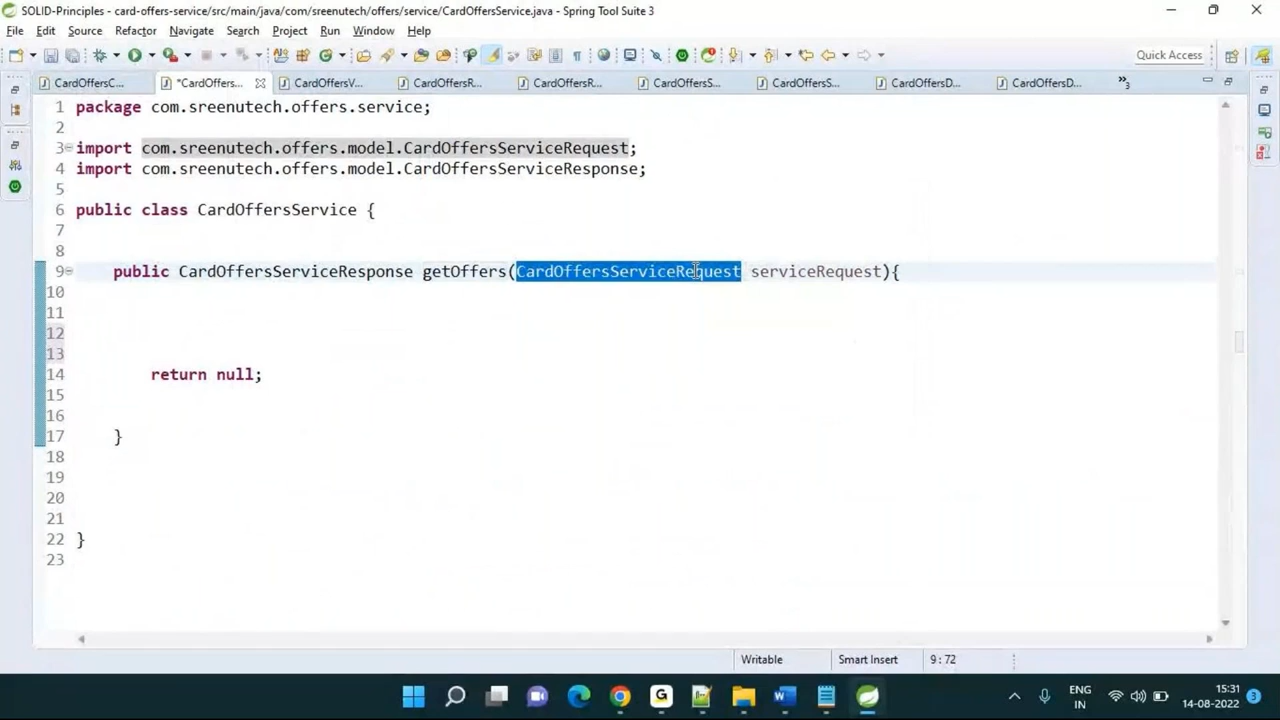 SOLID-Principles - card-offers-service/src/main/java/com/sreenutech/offers/service/CardOffersService.java - Spring Tool Suite 3
File Edit Source Refactor Navigate Search Project Run Window Help
Quick Access
CardOffersC... *CardOffers... CardOffersV... CardOffersR... CardOffersR... CardOffersS... CardOffersS... CardOffersD... CardOffersD... »3
1 package com.sreenutech.offers.service;
2
3 import com.sreenutech.offers.model.CardOffersServiceRequest;
4 import com.sreenutech.offers.model.CardOffersServiceResponse;
5
6 public class CardOffersService {
7
8
9 public CardOffersServiceResponse getOffers(CardOffersServiceRequest serviceRequest){
10
11
12
13
14 return null;
15
16
17 }
18
19
20
21
22 }
23
Writable Smart Insert 9 : 72
ENG
IN
15:31
14-08-2022
3